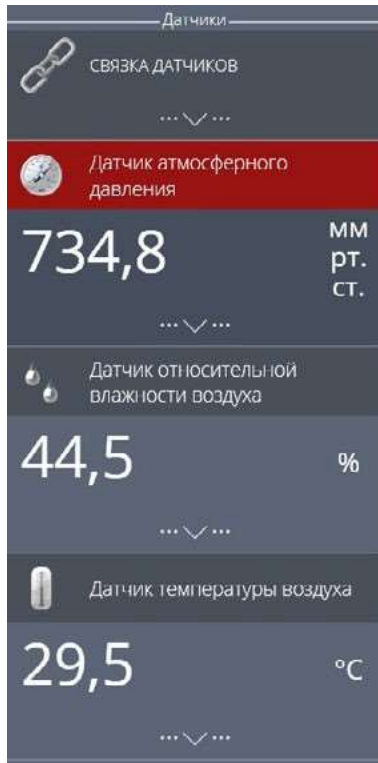 Датчики
СВЯЗКА ДАТЧИКОВ
Датчик атмосферного
давления
734,8
мм
рт.
ст.
Датчик относительной
влажности воздуха
44,5
%
Датчик температуры воздуха
29,5
°C